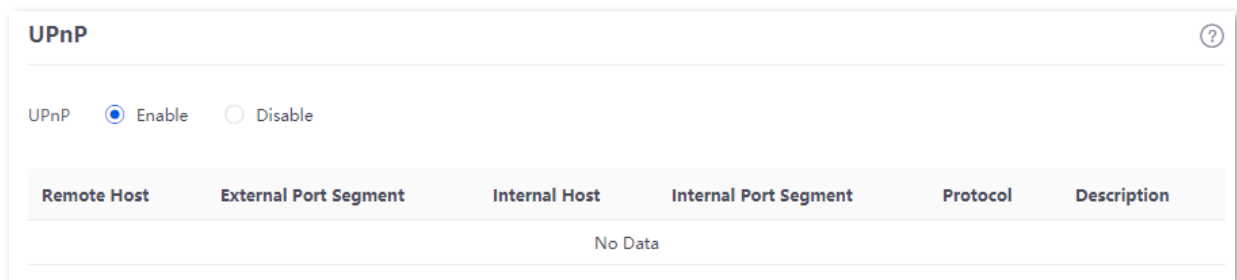 UPnP
?
UPnP Enable Disable
Remote Host External Port Segment Internal Host Internal Port Segment Protocol Description
No Data